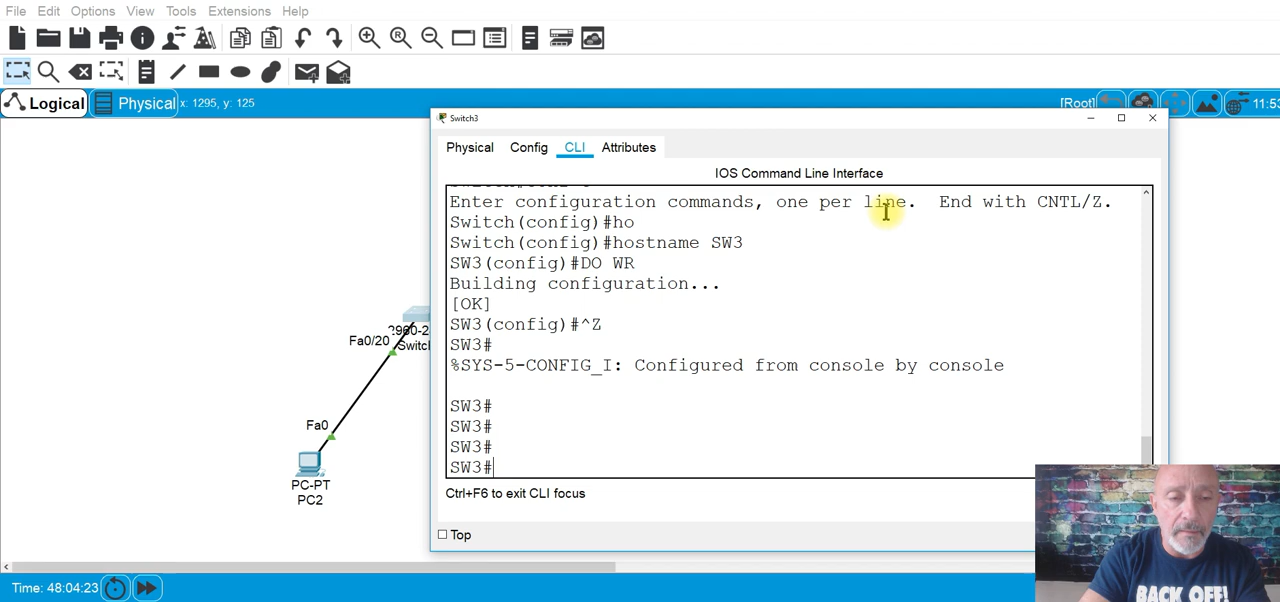 File Edit Options View Tools Extensions Help
Logical Physical x: 1295, y: 125
[Root] 11:53
Switch3
Physical Config CLI Attributes
IOS Command Line Interface
Enter configuration commands, one per line. End with CNTL/Z.
Switch(config)#ho
Switch(config)#hostname SW3
SW3(config)#DO WR
Building configuration...
[OK]
SW3(config)#^Z
SW3#
%SYS-5-CONFIG_I: Configured from console by console
SW3#
SW3#
SW3#
SW3#
Ctrl+F6 to exit CLI focus
Top
Fa0/20
Fa0
PC-PT
PC2
Time: 48:04:23
BACK OFF!